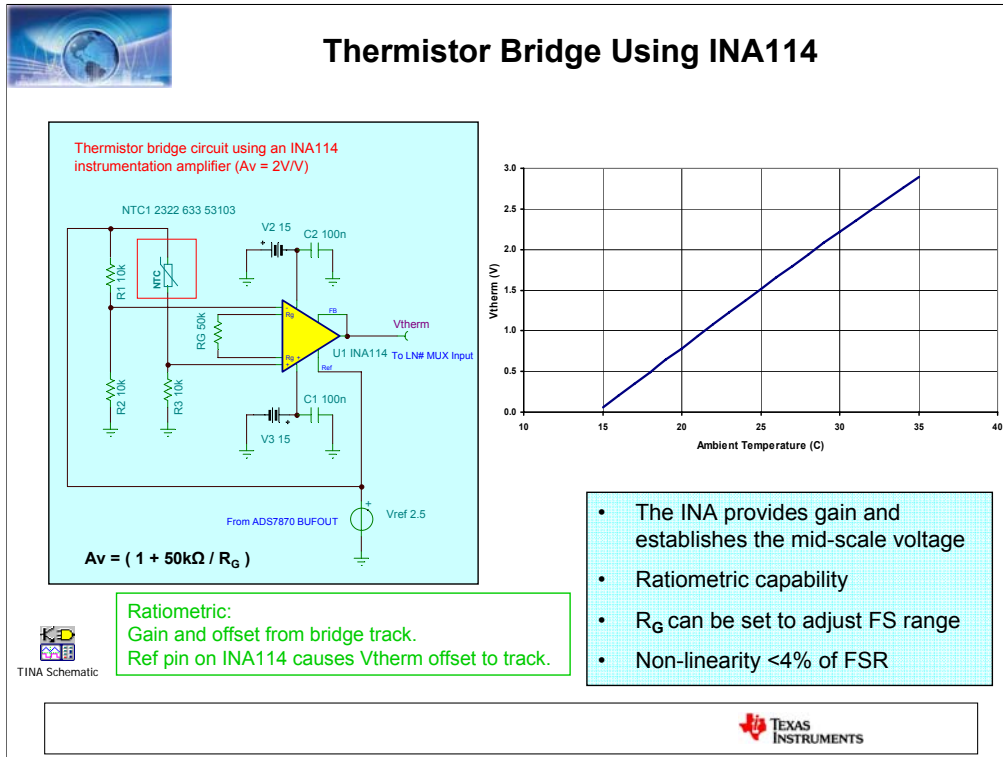 Thermistor Bridge Using INA114
Thermistor bridge circuit using an INA114
instrumentation amplifier (Av = 2V/V)
NTC1 2322 633 53103
V2 15
C2 100n
+
R1 10k
NTC
RG 50k
-
Rg
FB
Vtherm
Rg +
+
U1 INA114
To LN# MUX Input
Ref
R2 10k
R3 10k
C1 100n
+
V3 15
+
From ADS7870 BUFOUT
Vref 2.5
Av = ( 1 + 50kΩ / RG )
Vtherm (V)
3.0
2.5
2.0
1.5
1.0
0.5
0.0
10 15 20 25 30 35 40
Ambient Temperature (C)
Ratiometric:
Gain and offset from bridge track.
Ref pin on INA114 causes Vtherm offset to track.
• The INA provides gain and
establishes the mid-scale voltage
• Ratiometric capability
• RG can be set to adjust FS range
• Non-linearity <4% of FSR
TINA Schematic
TEXAS
INSTRUMENTS